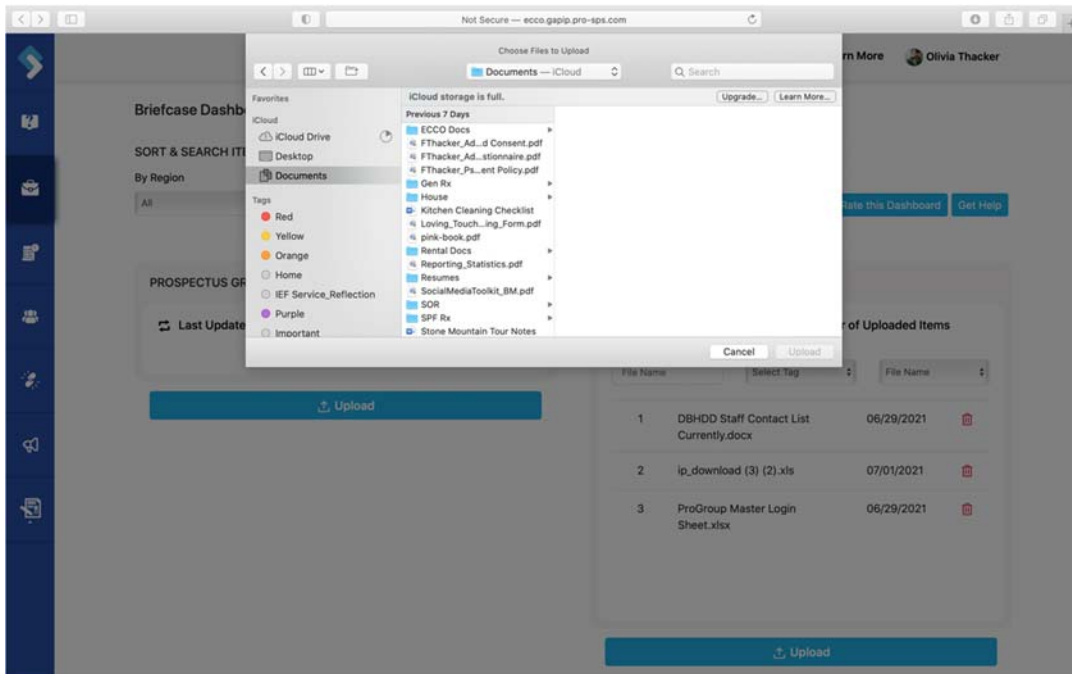 Not Secure — ecco.gapip.pro-sps.com
Choose Files to Upload
Documents — iCloud
Search
rn More
Olivia Thacker
Favorites
iCloud
iCloud Drive
Desktop
Documents
Tags
Red
Yellow
Orange
Home
IEF Service_Reflection
Purple
Important
iCloud storage is full.
Upgrade...
Learn More...
Previous 7 Days
ECCO Docs
FThacker_Ad...d Consent.pdf
FThacker_Ad...stionnaire.pdf
FThacker_Ps...ent Policy.pdf
Gen Rx
House
Kitchen Cleaning Checklist
Loving_Touch...ing_Form.pdf
pink-book.pdf
Rental Docs
Reporting_Statistics.pdf
Resumes
SocialMediaToolkit_BM.pdf
SOR
SPF Rx
Stone Mountain Tour Notes
Cancel
Upload
Briefcase Dashb
SORT & SEARCH ITE
By Region
All
Rate this Dashboard
Get Help
PROSPECTUS GR
Last Update
Upload
r of Uploaded Items
File Name
Select Tag
File Name
1 DBHDD Staff Contact List 06/29/2021
Currently.docx
2 ip_download (3) (2).xls 07/01/2021
3 ProGroup Master Login 06/29/2021
Sheet.xlsx
Upload